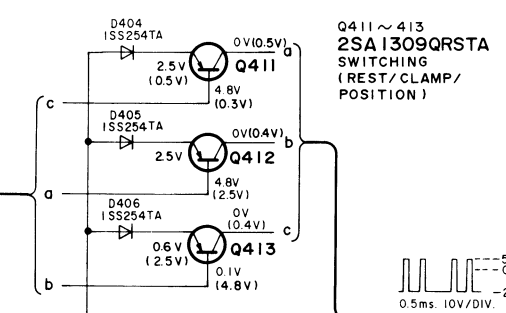 D404
1SS254TA
0V(0.5V)
a
2.5V
(0.5V)
Q411
4.8V
(0.3V)
c
Q411~413
2SA1309QRSTA
SWITCHING
(REST/CLAMP/
POSITION)
D405
1SS254TA
0V(0.4V)
b
2.5V
Q412
4.8V
(2.5V)
a
D406
1SS254TA
0V
(0.4V)
c
0.6V
(2.5V)
Q413
0.1V
(4.8V)
b
0.5ms. 10V/DIV.